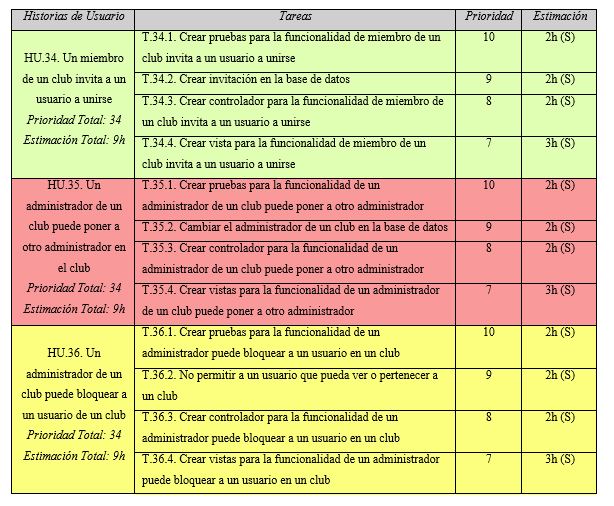 Historias de Usuario Tareas Prioridad Estimación
HU.34. Un miembro
de un club invita a un
usuario a unirse
Prioridad Total: 34
Estimación Total: 9h
T.34.1. Crear pruebas para la funcionalidad de miembro de un
club invita a un usuario a unirse
10
2h (S)
T.34.2. Crear invitación en la base de datos
9
2h (S)
T.34.3. Crear controlador para la funcionalidad de miembro de
un club invita a un usuario a unirse
8
2h (S)
T.34.4. Crear vista para la funcionalidad de miembro de un
club invita a un usuario a unirse
7
3h (S)
HU.35. Un
administrador de un
club puede poner a
otro administrador en
el club
Prioridad Total: 34
Estimación Total: 9h
T.35.1. Crear pruebas para la funcionalidad de un
administrador de un club puede poner a otro administrador
10
2h (S)
T.35.2. Cambiar el administrador de un club en la base de datos
9
2h (S)
T.35.3. Crear controlador para la funcionalidad de un
administrador de un club puede poner a otro administrador
8
2h (S)
T.35.4. Crear vistas para la funcionalidad de un administrador
de un club puede poner a otro administrador
7
3h (S)
HU.36. Un
administrador de un
club puede bloquear a
un usuario de un club
Prioridad Total: 34
Estimación Total: 9h
T.36.1. Crear pruebas para la funcionalidad de un
administrador puede bloquear a un usuario en un club
10
2h (S)
T.36.2. No permitir a un usuario que pueda ver o pertenecer a
un club
9
2h (S)
T.36.3. Crear controlador para la funcionalidad de un
administrador puede bloquear a un usuario en un club
8
2h (S)
T.36.4. Crear vistas para la funcionalidad de un administrador
puede bloquear a un usuario en un club
7
3h (S)